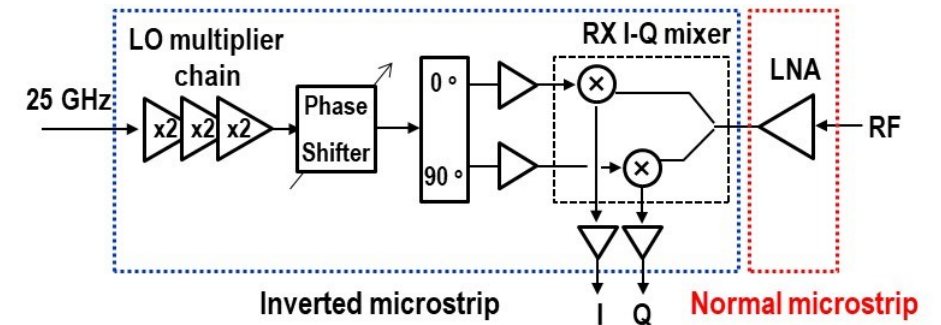 LO multiplier
chain
RX I-Q mixer
LNA
25 GHz
x2 x2 x2
Phase
Shifter
0 °
90 °
RF
Inverted microstrip
I Q
Normal microstrip